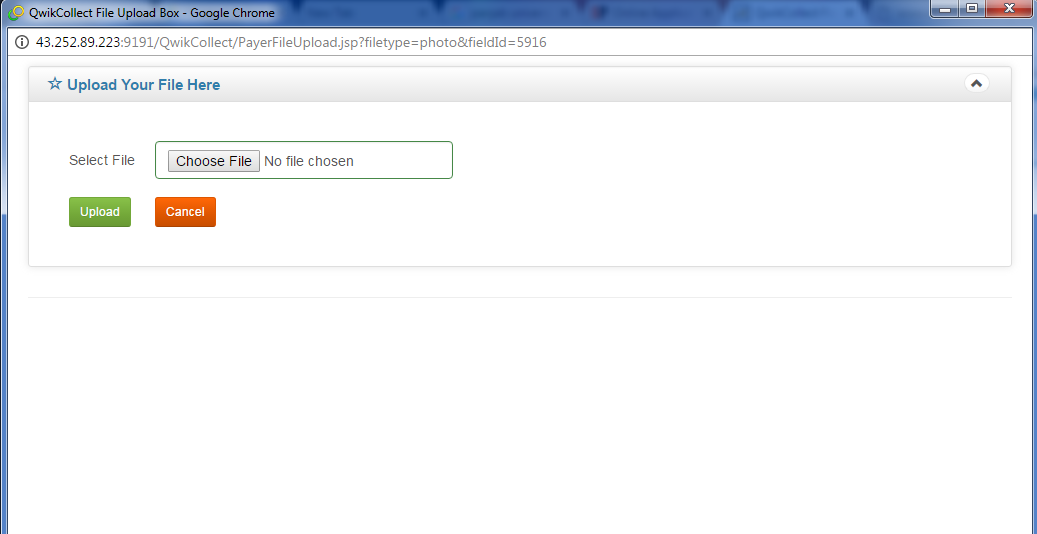 QwikCollect File Upload Box - Google Chrome
43.252.89.223:9191/QwikCollect/PayerFileUpload.jsp?filetype=photo&fieldId=5916
Upload Your File Here
Select File Choose File No file chosen
Upload Cancel